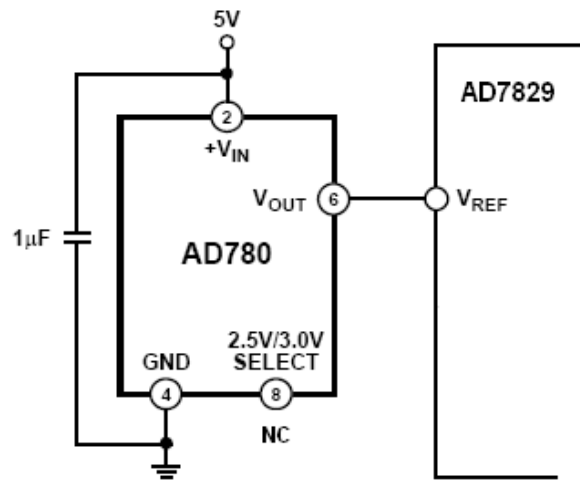 5V
AD7829
2
+VIN
VOUT
6
VREF
1μF
AD780
2.5V/3.0V
GND
SELECT
4
8
NC